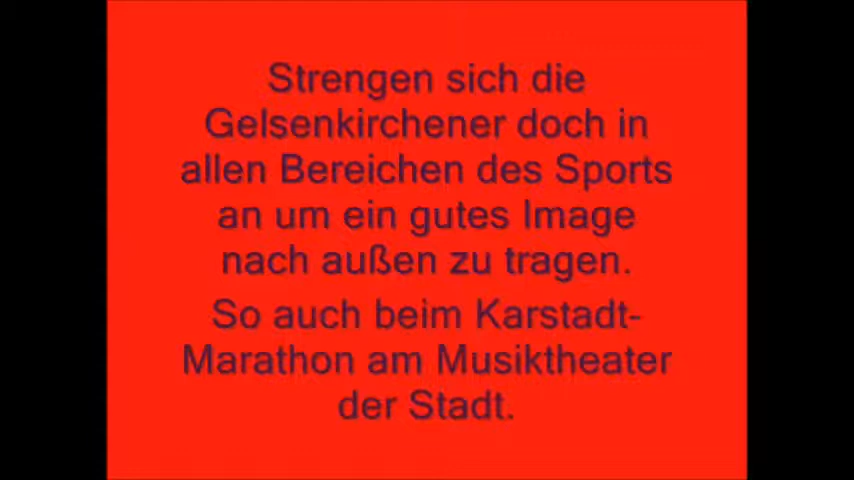 Strengen sich die
Gelsenkirchener doch in
allen Bereichen des Sports
an um ein gutes Image
nach außen zu tragen.
So auch beim Karstadt-
Marathon am Musiktheater
der Stadt.